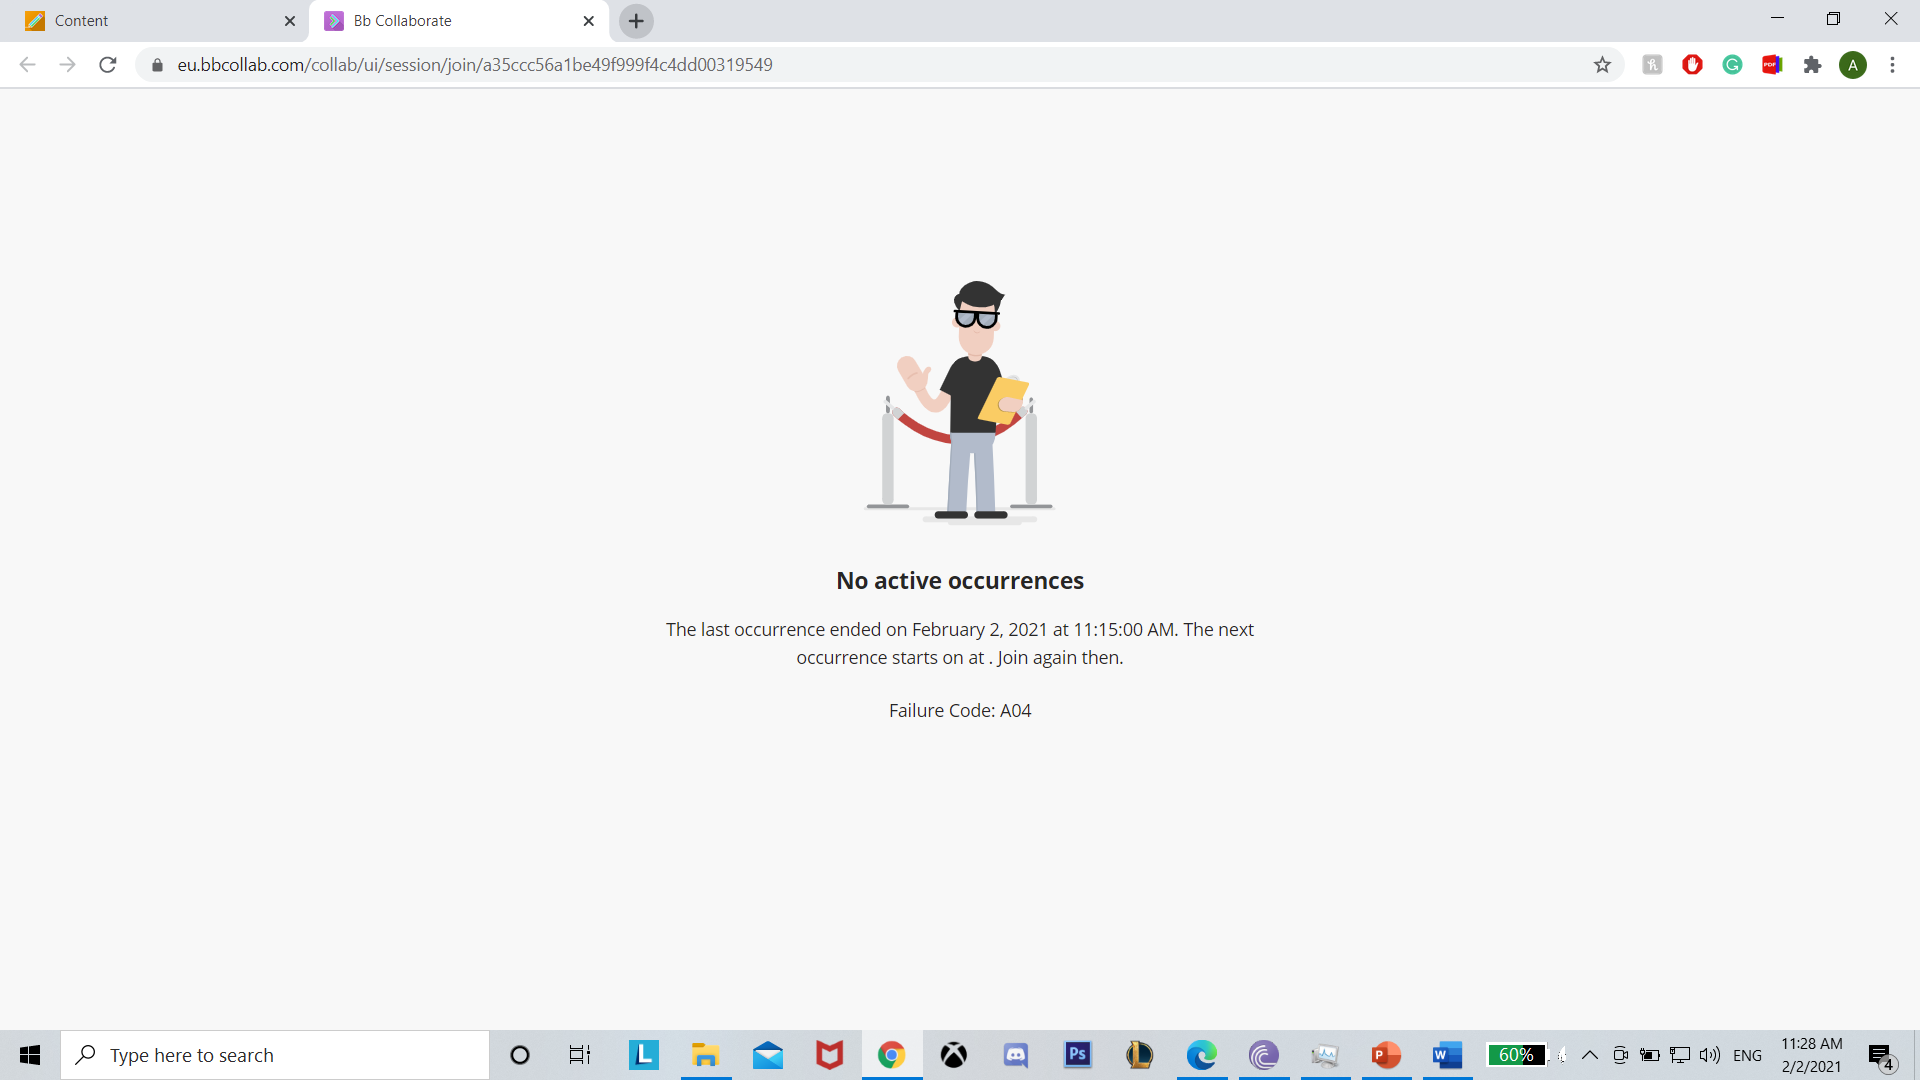 Content
Bb Collaborate
eu.bbcollab.com/collab/ui/session/join/a35ccc56a1be49f999f4c4dd00319549
PDF
A
No active occurrences
The last occurrence ended on February 2, 2021 at 11:15:00 AM. The next
occurrence starts on at . Join again then.
Failure Code: A04
Type here to search
L
Ps
P
W
60%
ENG
11:28 AM
2/2/2021
4